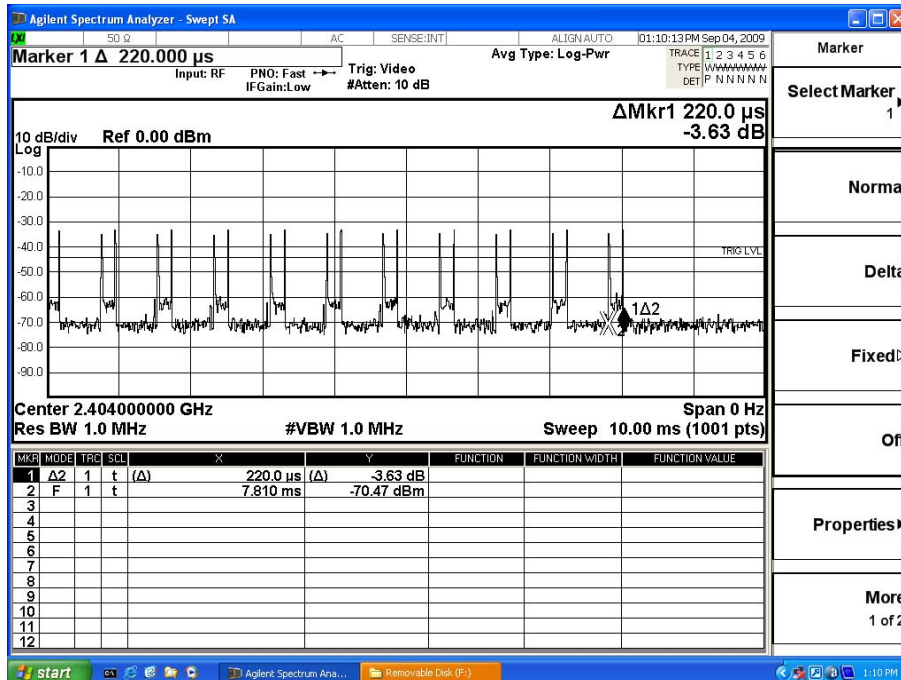 Agilent Spectrum Analyzer - Swept SA
LXI 50 Ω AC SENSE:INT ALIGN AUTO 01:10:13 PM Sep 04, 2009
Marker 1 Δ 220.000 µs
Input: RF PNO: Fast Trig: Video Avg Type: Log-Pwr TRACE 1 2 3 4 5 6
TYPE WWWWWW
IFGain:Low #Atten: 10 dB DET P N N N N N
ΔMkr1 220.0 µs
-3.63 dB
10 dB/div Ref 0.00 dBm
Log
-10.0
-20.0
-30.0
-40.0
TRIG LVL
-50.0
-60.0
1Δ2
-70.0
-80.0
-90.0
Center 2.404000000 GHz Span 0 Hz
Res BW 1.0 MHz #VBW 1.0 MHz Sweep 10.00 ms (1001 pts)
MKR MODE TRC SCL X Y FUNCTION FUNCTION WIDTH FUNCTION VALUE
1 Δ2 1 t (Δ) 220.0 µs (Δ) -3.63 dB
2 F 1 t 7.810 ms -70.47 dBm
3
4
5
6
7
8
9
10
11
12
Marker
Select Marker
1
Norma
Delta
Fixed
Of
Properties
More
1 of 2
start Agilent Spectrum Ana... Removable Disk (F:) 1:10 PM